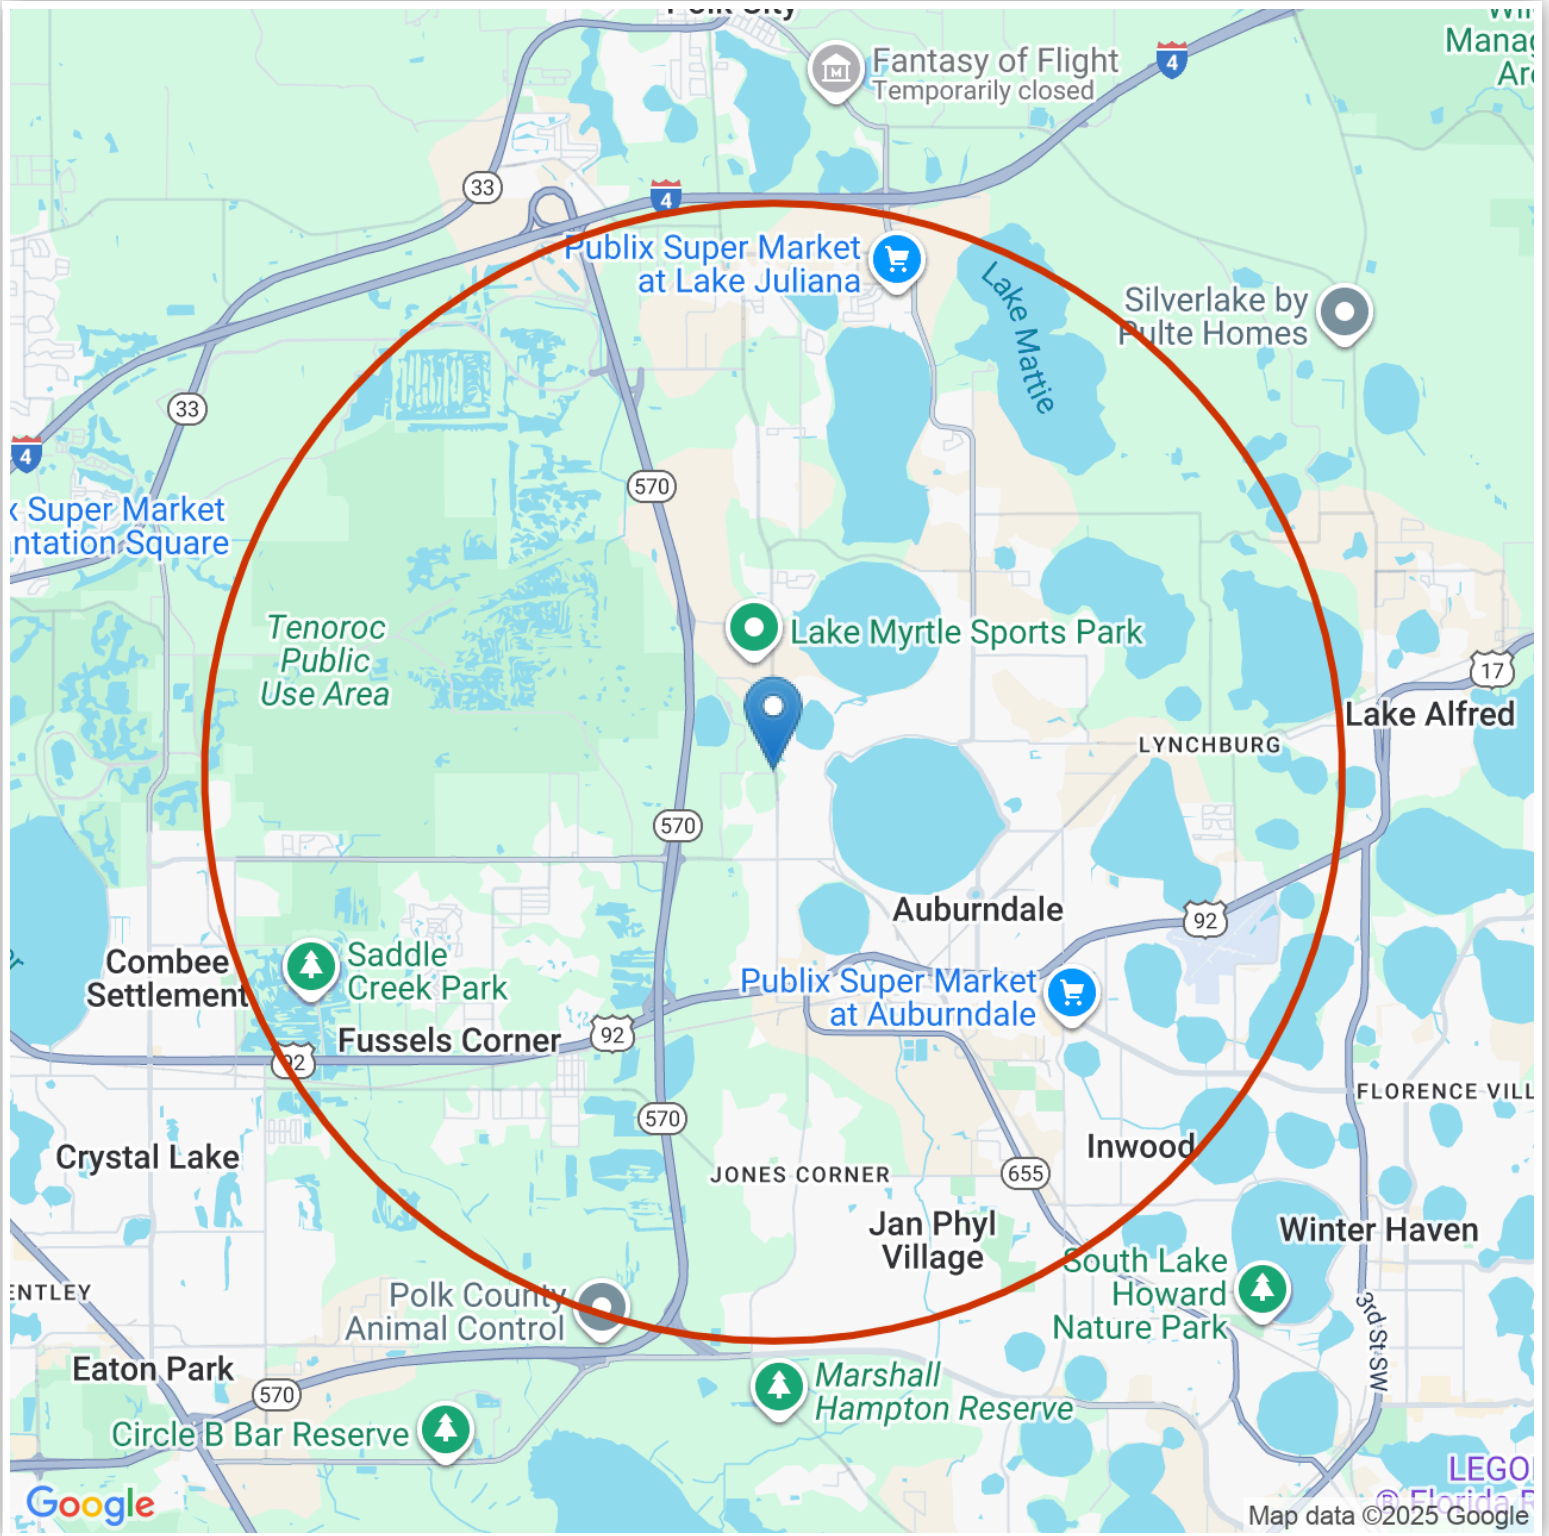 Polk City
Fantasy of Flight
Temporarily closed
Manag
4
33
4
Publix Super Market
at Lake Juliana
Lake Mattie
Silverlake by
Pulte Homes
33
4
570
x Super Market
ntation Square
Tenoroc
Public
Use Area
Lake Myrtle Sports Park
17
Lake Alfred
LYNCHBURG
570
Auburndale
92
Combee
Settlement
Saddle
Creek Park
Publix Super Market
at Auburndale
Fussels Corner
92
92
FLORENCE VILL
570
Crystal Lake
JONES CORNER
Inwood
655
Jan Phyl
Village
Winter Haven
South Lake
Howard
Nature Park
ENTLEY
Polk County
Animal Control
3rd St SW
Eaton Park
570
Marshall
Hampton Reserve
Circle B Bar Reserve
LEGO
® Florida R
Google
Map data ©2025 Google